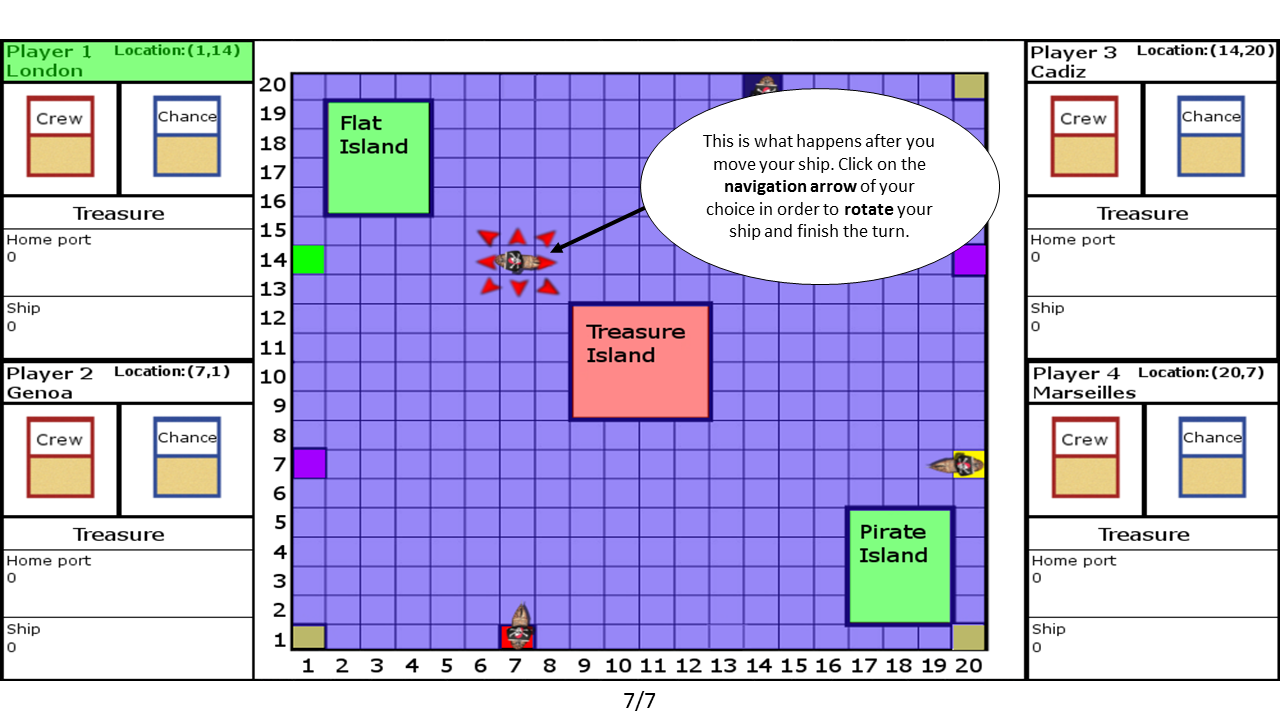 Player 1 Location:(1,14)
London
Crew
Chance
Treasure
Home port
0
Ship
0
Player 2 Location:(7,1)
Genoa
Crew
Chance
Treasure
Home port
0
Ship
0
20
19
18
17
16
15
14
13
12
11
10
9
8
7
6
5
4
3
2
1
1 2 3 4 5 6 7 8 9 10 11 12 13 14 15 16 17 18 19 20
Flat
Island
Treasure
Island
Pirate
Island
This is what happens after you
move your ship. Click on the
navigation arrow of your
choice in order to rotate your
ship and finish the turn.
Player 3 Location:(14,20)
Cadiz
Crew
Chance
Treasure
Home port
0
Ship
0
Player 4 Location:(20,7)
Marseilles
Crew
Chance
Treasure
Home port
0
Ship
0
7/7